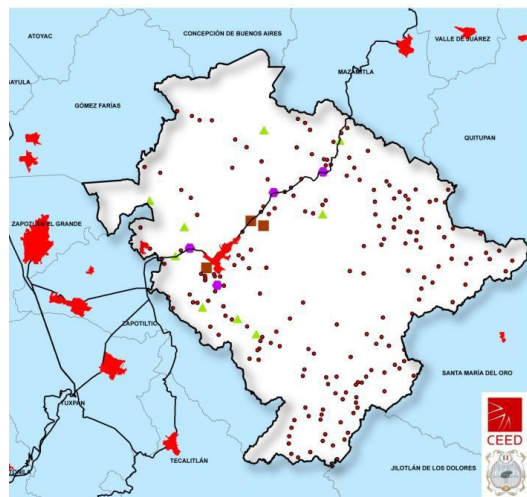 ATOYAC
CONCEPCIÓN DE BUENOS AIRES
VALLE DE JUÁREZ
MAZAMITLA
SAYULA
GÓMEZ FARÍAS
QUITUPAN
ZAPOTLÁN EL GRANDE
ZAPOTILTIC
SANTA MARÍA DEL ORO
TUXPAN
CEED
TECALITLÁN
JILOTLÁN DE LOS DOLORES